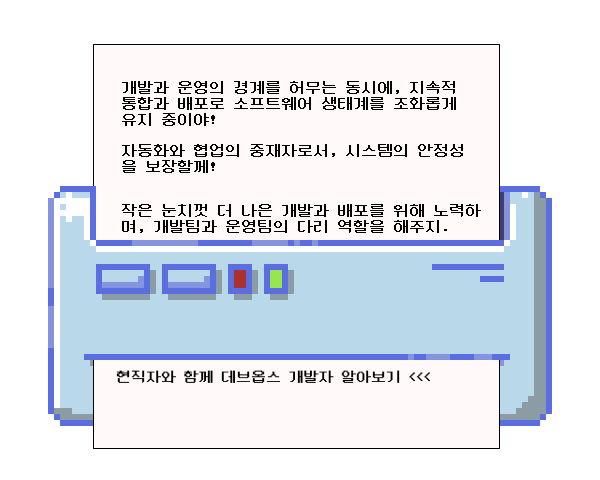 개발과 운영의 경계를 허무는 동시에, 지속적
통합과 배포로 소프트웨어 생태계를 조화롭게
유지 중이야!
자동화와 협업의 중재자로서, 시스템의 안정성
을 보장할게!
작은 눈치껏 더 나은 개발과 배포를 위해 노력하
며, 개발팀과 운영팀의 다리 역할을 해주지.
현직자와 함께 데브옵스 개발자 알아보기 <<<